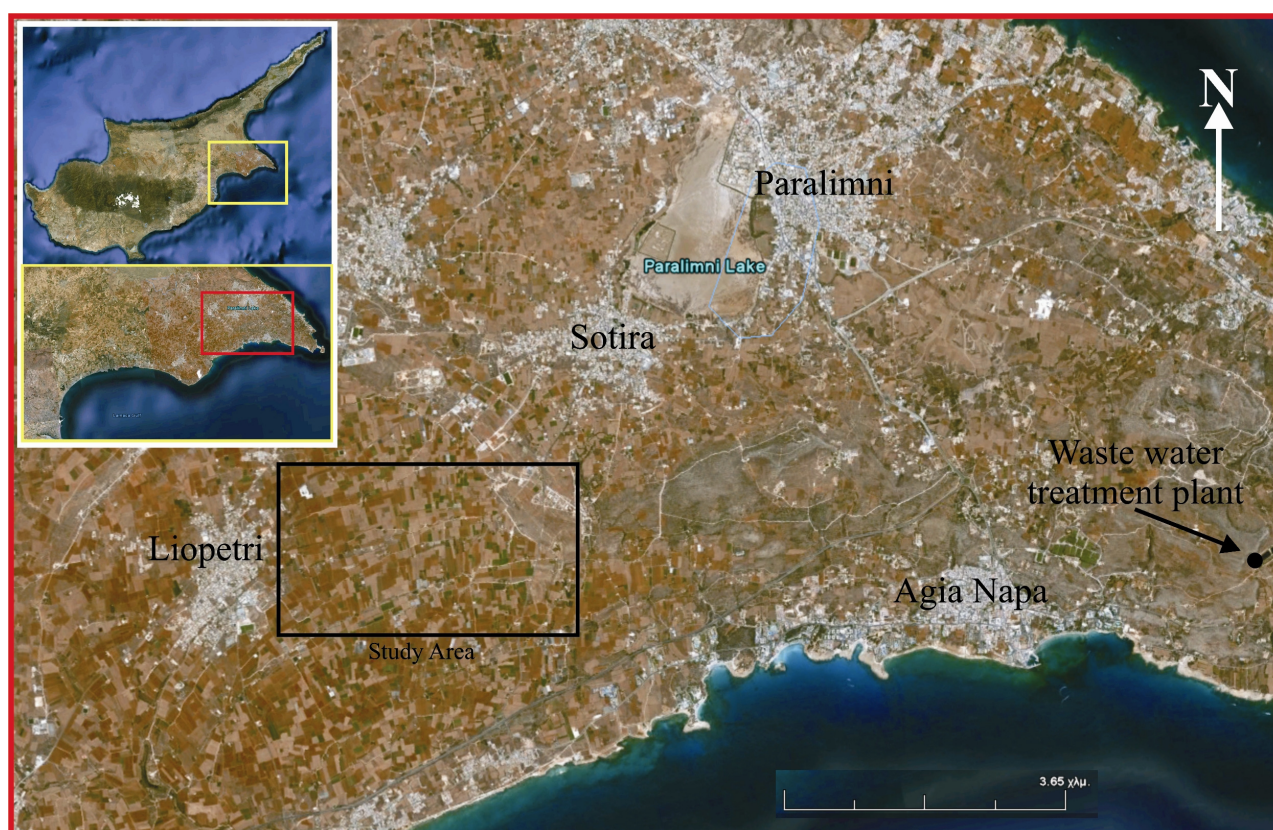 N
Paralimni
Paralimni Lake
Sotira
Waste water
treatment plant
Liopetri
Agia Napa
Study Area
3.65 χλμ.